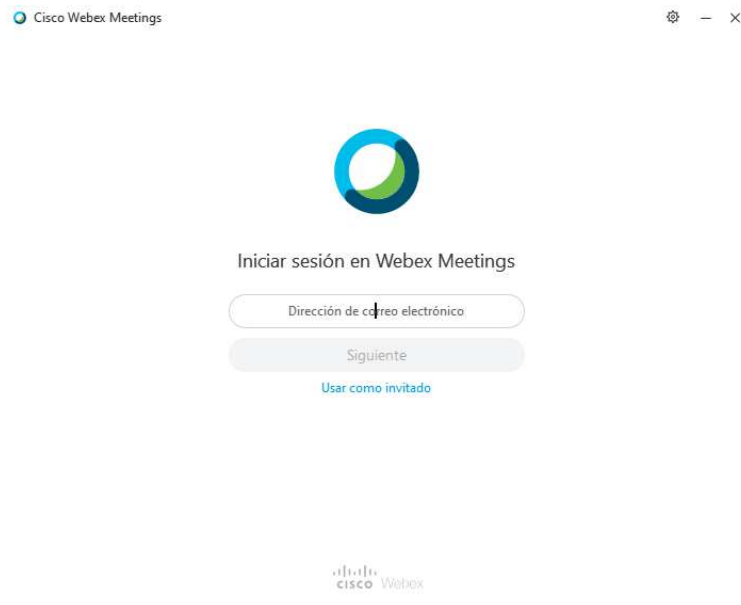 Cisco Webex Meetings
Iniciar sesión en Webex Meetings
Dirección de correo electrónico
Siguiente
Usar como invitado
CISCO Webex